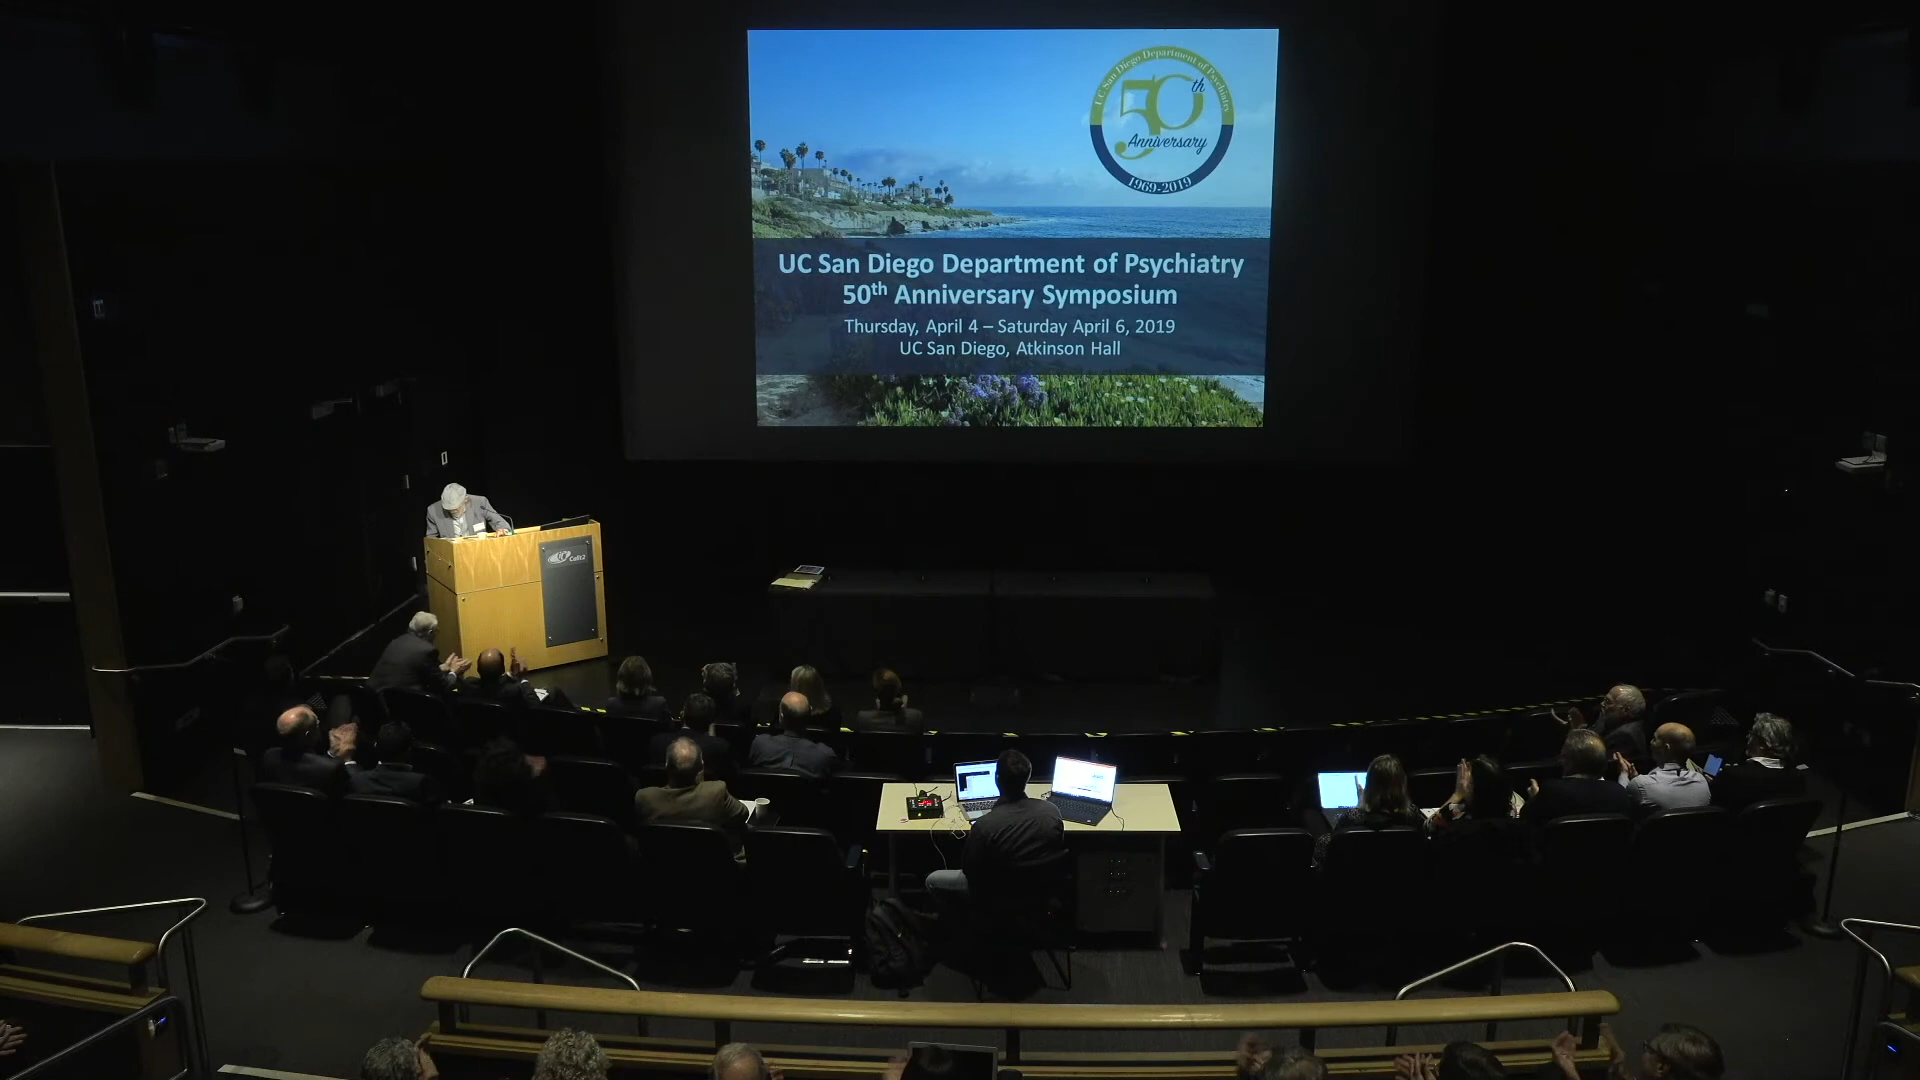 UC San Diego Department of Psychiatry
50th
Anniversary
1969-2019
UC San Diego Department of Psychiatry
50th Anniversary Symposium
Thursday, April 4 – Saturday April 6, 2019
UC San Diego, Atkinson Hall
Calit2